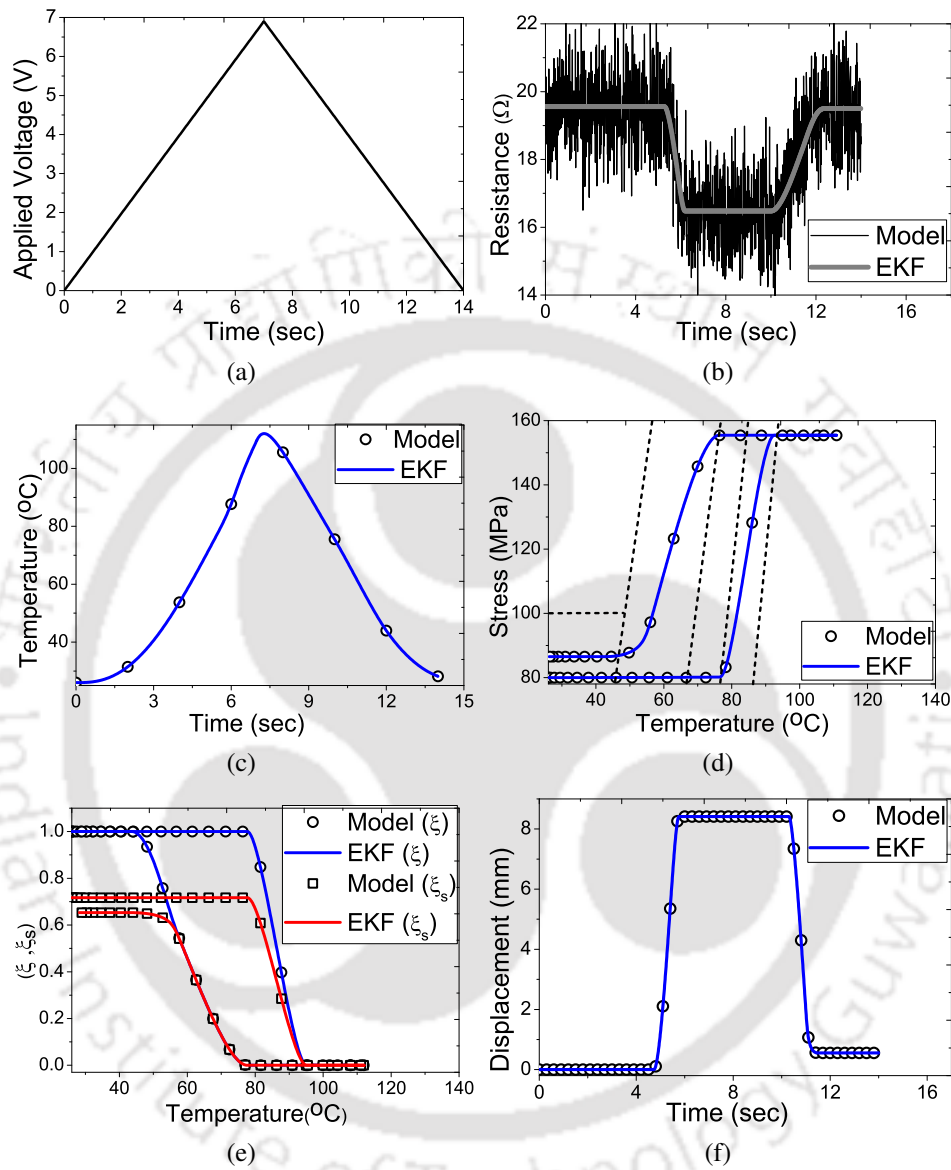 Applied Voltage (V)
7
6
5
4
3
2
1
0
0 2 4 6 8 10 12 14
Time (sec)
(a)
Resistance (Ω)
22
20
18
16
14
0 4 8 12 16
Time (sec)
Model
EKF
(b)
Temperature (ºC)
100
80
60
40
0 3 6 9 12 15
Time (sec)
Model
EKF
(c)
Stress (MPa)
160
140
120
100
80
40 60 80 100 120 140
Temperature (ºC)
Model
EKF
(d)
(ξ, ξs)
1.0
0.8
0.6
0.4
0.2
0.0
40 60 80 100 120 140
Temperature(ºC)
Model (ξ)
EKF (ξ)
Model (ξs)
EKF (ξs)
(e)
Displacement (mm)
8
6
4
2
0
0 4 8 12 16
Time (sec)
Model
EKF
(f)